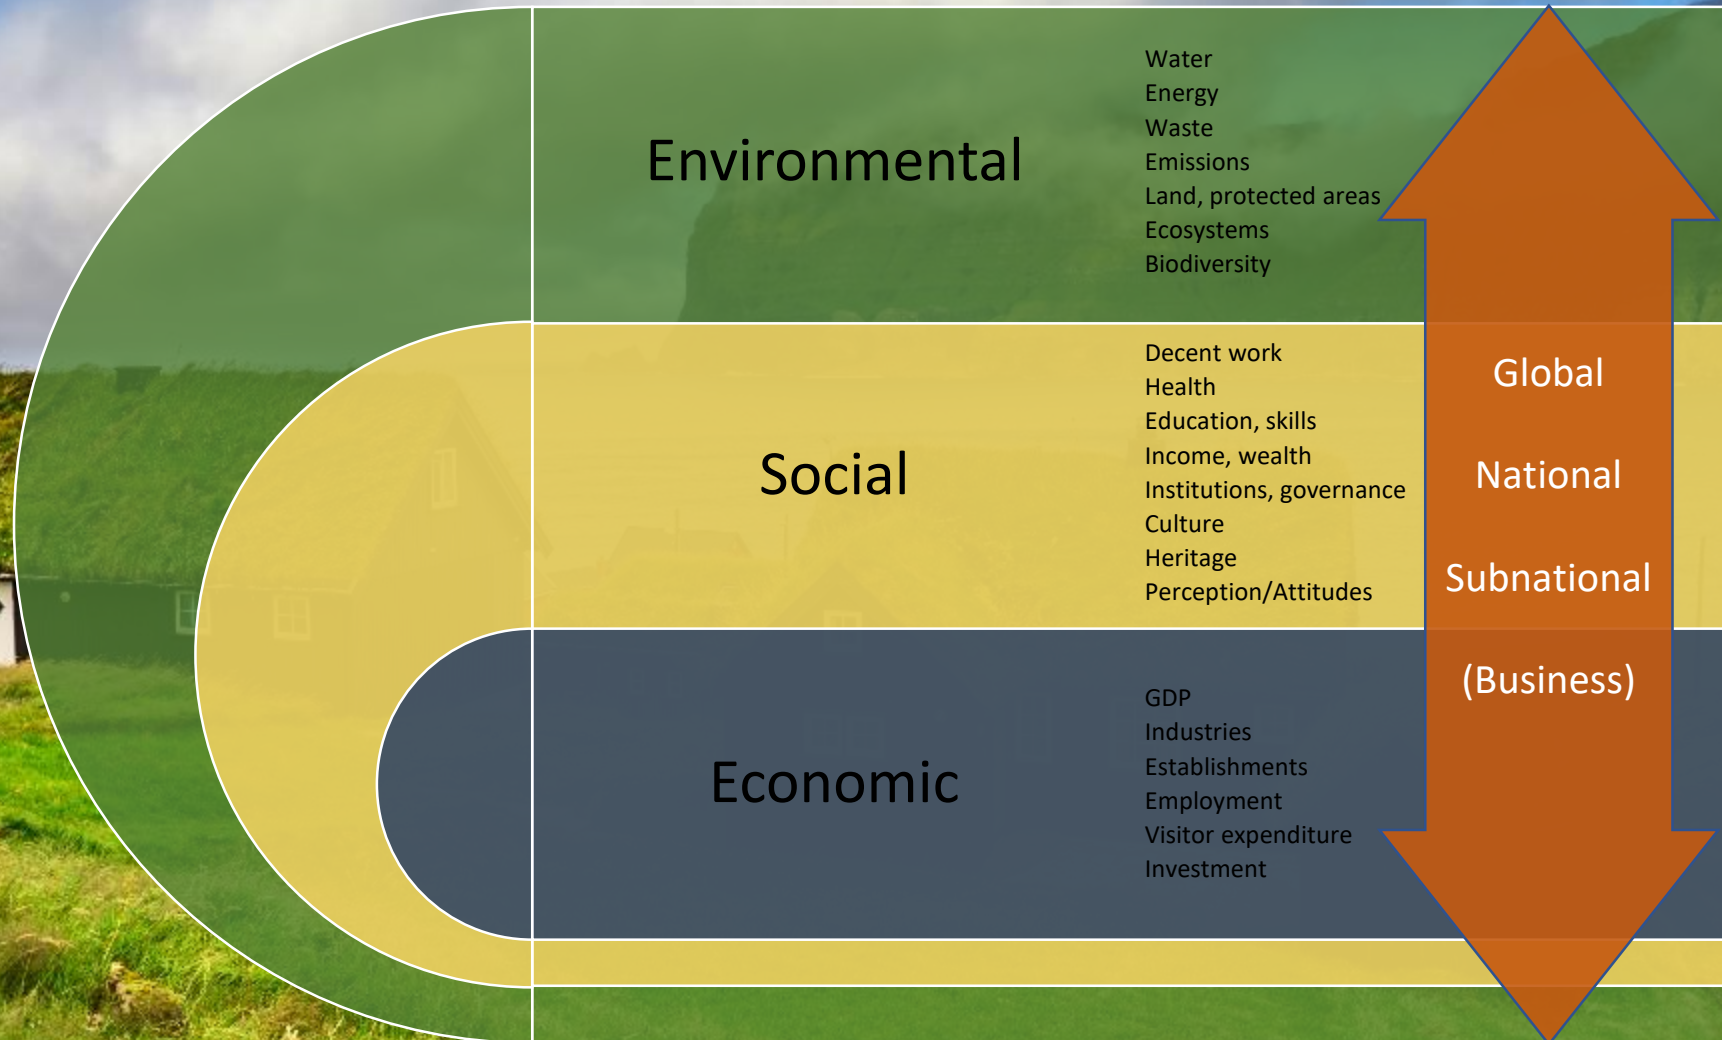 Environmental
Water
Energy
Waste
Emissions
Land, protected areas
Ecosystems
Biodiversity
Social
Decent work
Health
Education, skills
Income, wealth
Institutions, governance
Culture
Heritage
Perception/Attitudes
Economic
GDP
Industries
Establishments
Employment
Visitor expenditure
Investment
Global
National
Subnational
(Business)